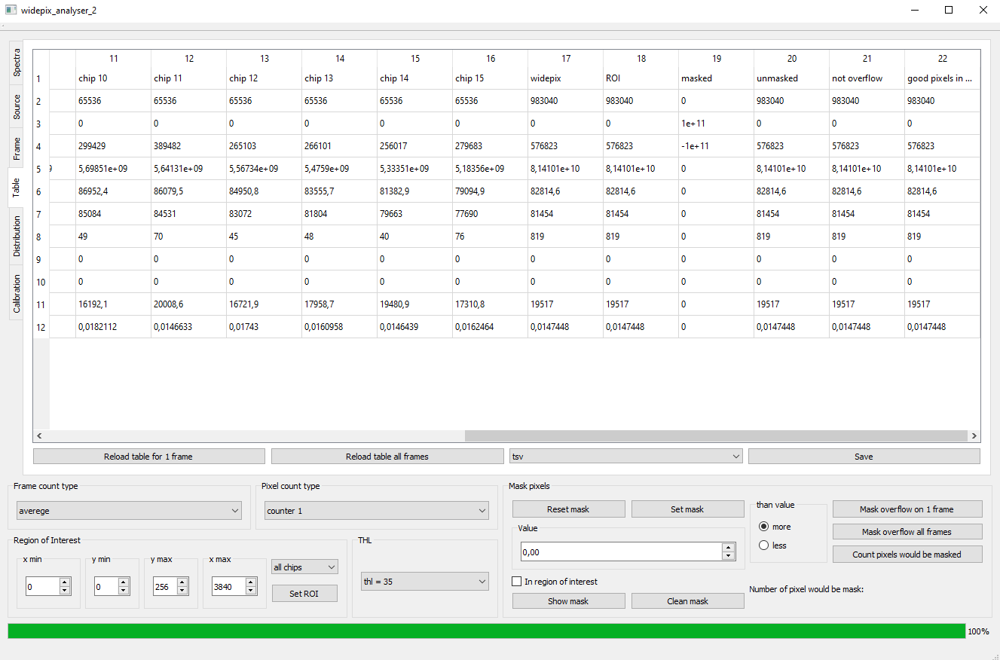 widepix_analyser_2
Spectra
Source
Frame
Table
Distribution
Calibration
11 12 13 14 15 16 17 18 19 20 21 22
1 chip 10 chip 11 chip 12 chip 13 chip 14 chip 15 widepix ROI masked unmasked not overflow good pixels in ...
2 65536 65536 65536 65536 65536 65536 983040 983040 0 983040 983040 983040
3 0 0 0 0 0 0 0 0 1e+11 0 0 0
4 299429 389482 265103 266101 256017 279683 576823 576823 -1e+11 576823 576823 576823
5 9 5,69851e+09 5,64131e+09 5,56734e+09 5,4759e+09 5,33351e+09 5,18356e+09 8,14101e+10 8,14101e+10 0 8,14101e+10 8,14101e+10 8,14101e+10
6 86952,4 86079,5 84950,8 83555,7 81382,9 79094,9 82814,6 82814,6 0 82814,6 82814,6 82814,6
7 85084 84531 83072 81804 79663 77690 81454 81454 0 81454 81454 81454
8 49 70 45 48 40 76 819 819 0 819 819 819
9 0 0 0 0 0 0 0 0 0 0 0 0
10 0 0 0 0 0 0 0 0 0 0 0 0
11 16192,1 20008,6 16721,9 17958,7 19480,9 17310,8 19517 19517 0 19517 19517 19517
12 0,0182112 0,0146633 0,01743 0,0160958 0,0146439 0,0162464 0,0147448 0,0147448 0 0,0147448 0,0147448 0,0147448
Reload table for 1 frame Reload table all frames tsv Save
Frame count type
averege
Pixel count type
counter 1
Region of Interest
x min y min y max x max
0 0 256 3840
all chips
Set ROI
THL
thl = 35
Mask pixels
Reset mask Set mask
Value
0,00
In region of interest
Show mask Clean mask
than value
more
less
Mask overflow on 1 frame
Mask overflow all frames
Count pixels would be masked
Number of pixel would be mask:
100%